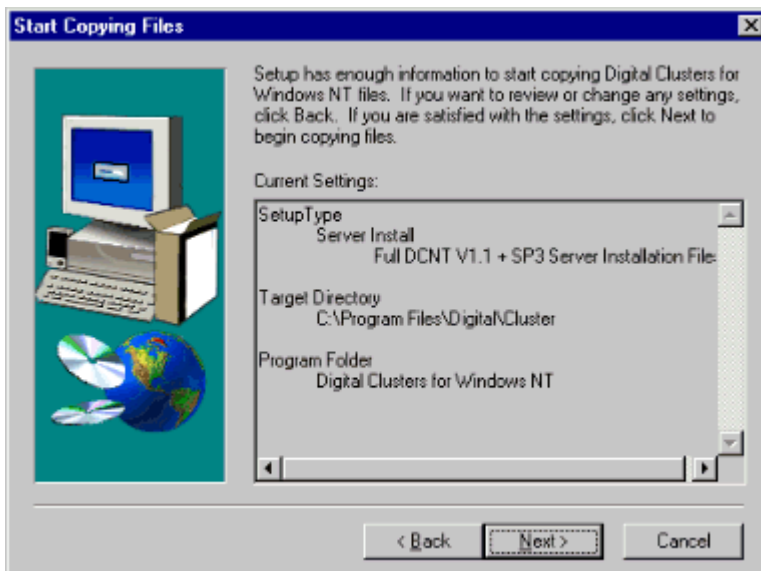 Start Copying Files
Setup has enough information to start copying Digital Clusters for
Windows NT files. If you want to review or change any settings,
click Back. If you are satisfied with the settings, click Next to
begin copying files.
Current Settings:
SetupType
Server Install
Full DCNT V1.1 + SP3 Server Installation File
Target Directory
C:\Program Files\Digital\Cluster
Program Folder
Digital Clusters for Windows NT
< Back
Next >
Cancel